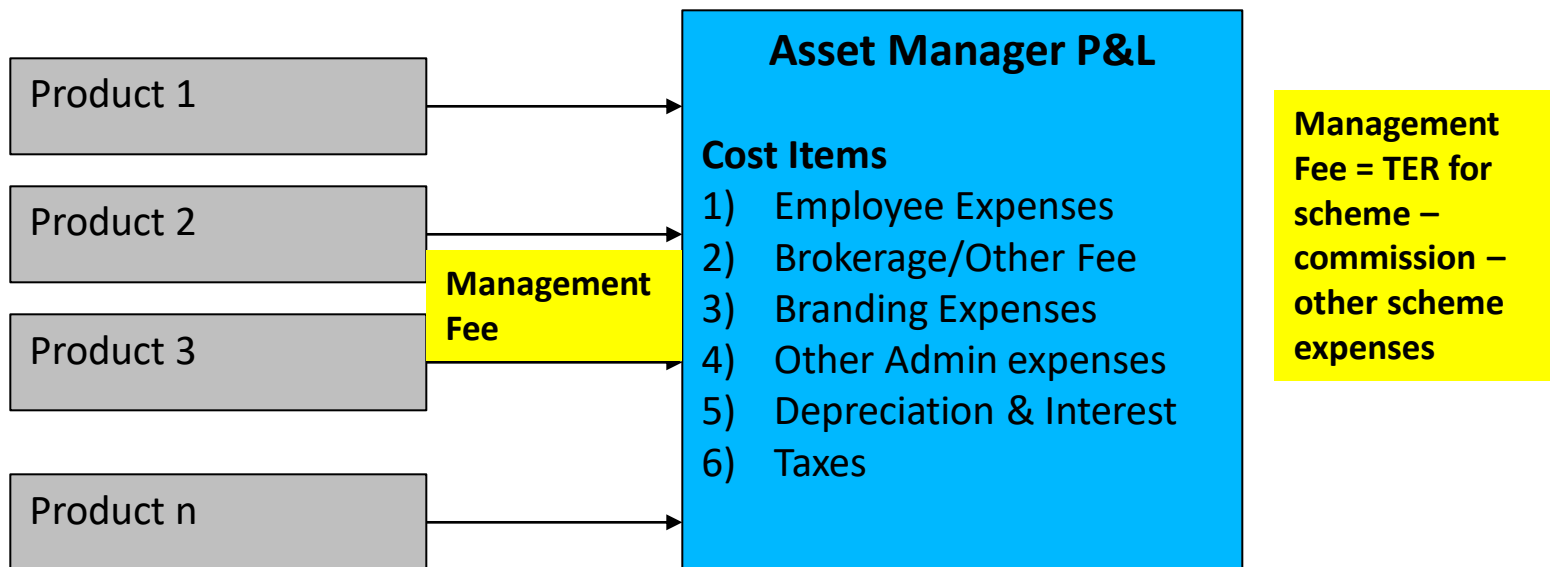 Product 1
Product 2
Product 3
Product n
Management
Fee
Asset Manager P&L
Cost Items
1) Employee Expenses
2) Brokerage/Other Fee
3) Branding Expenses
4) Other Admin expenses
5) Depreciation & Interest
6) Taxes
Management
Fee = TER for
scheme –
commission –
other scheme
expenses